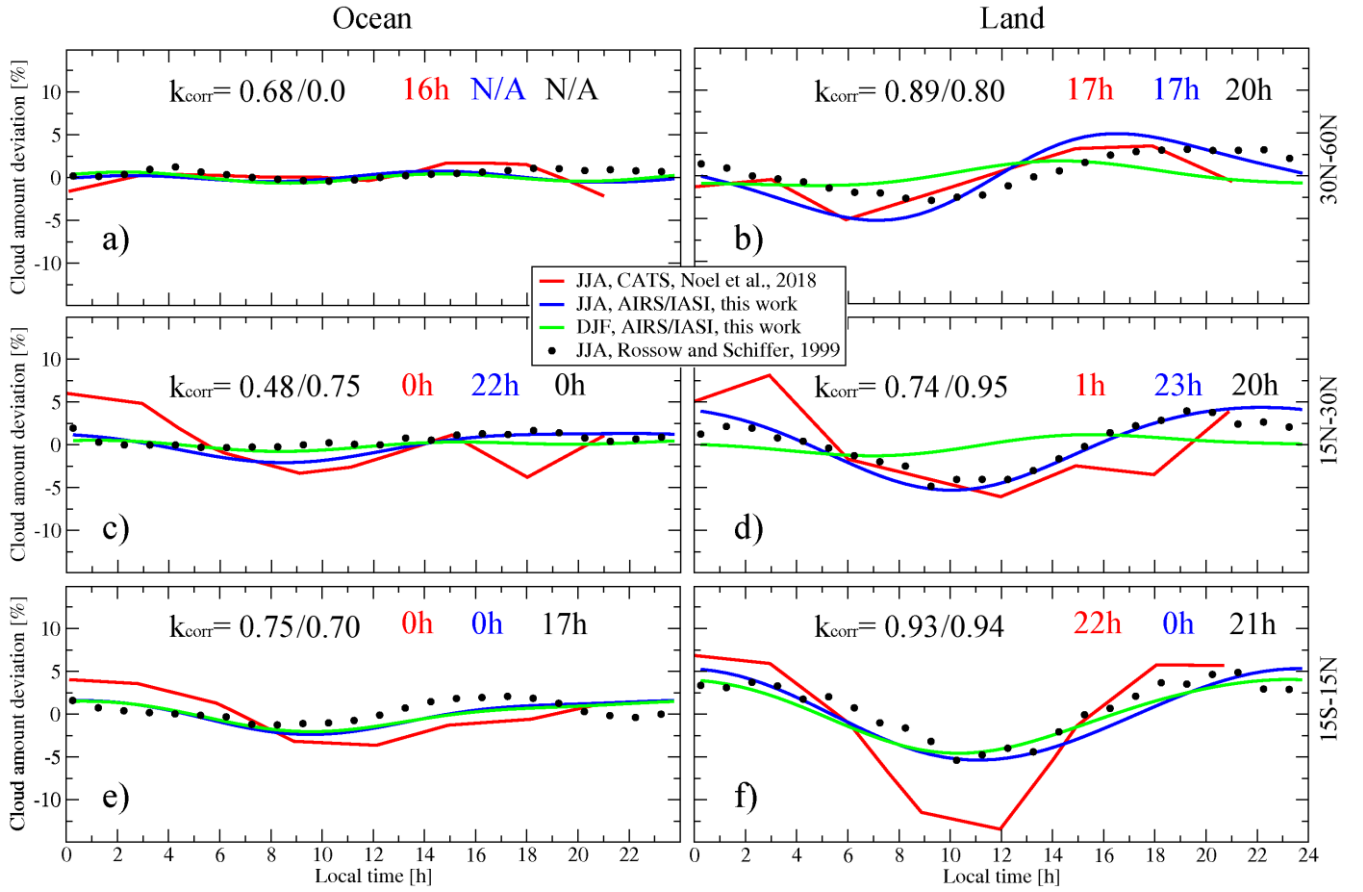 Ocean
Land
Cloud amount deviation [%]
10
5
0
-5
-10
kcorr= 0.68/0.0 16h N/A N/A
a)
kcorr= 0.89/0.80 17h 17h 20h
b)
30N-60N
JJA, CATS, Noel et al., 2018
JJA, AIRS/IASI, this work
DJF, AIRS/IASI, this work
JJA, Rossow and Schiffer, 1999
Cloud amount deviation [%]
10
5
0
-5
-10
kcorr= 0.48/0.75 0h 22h 0h
c)
kcorr= 0.74/0.95 1h 23h 20h
d)
15N-30N
Cloud amount deviation [%]
10
5
0
-5
-10
kcorr= 0.75/0.70 0h 0h 17h
e)
kcorr= 0.93/0.94 22h 0h 21h
f)
15S-15N
0 2 4 6 8 10 12 14 16 18 20 22
0 2 4 6 8 10 12 14 16 18 20 22 24
Local time [h]
Local time [h]